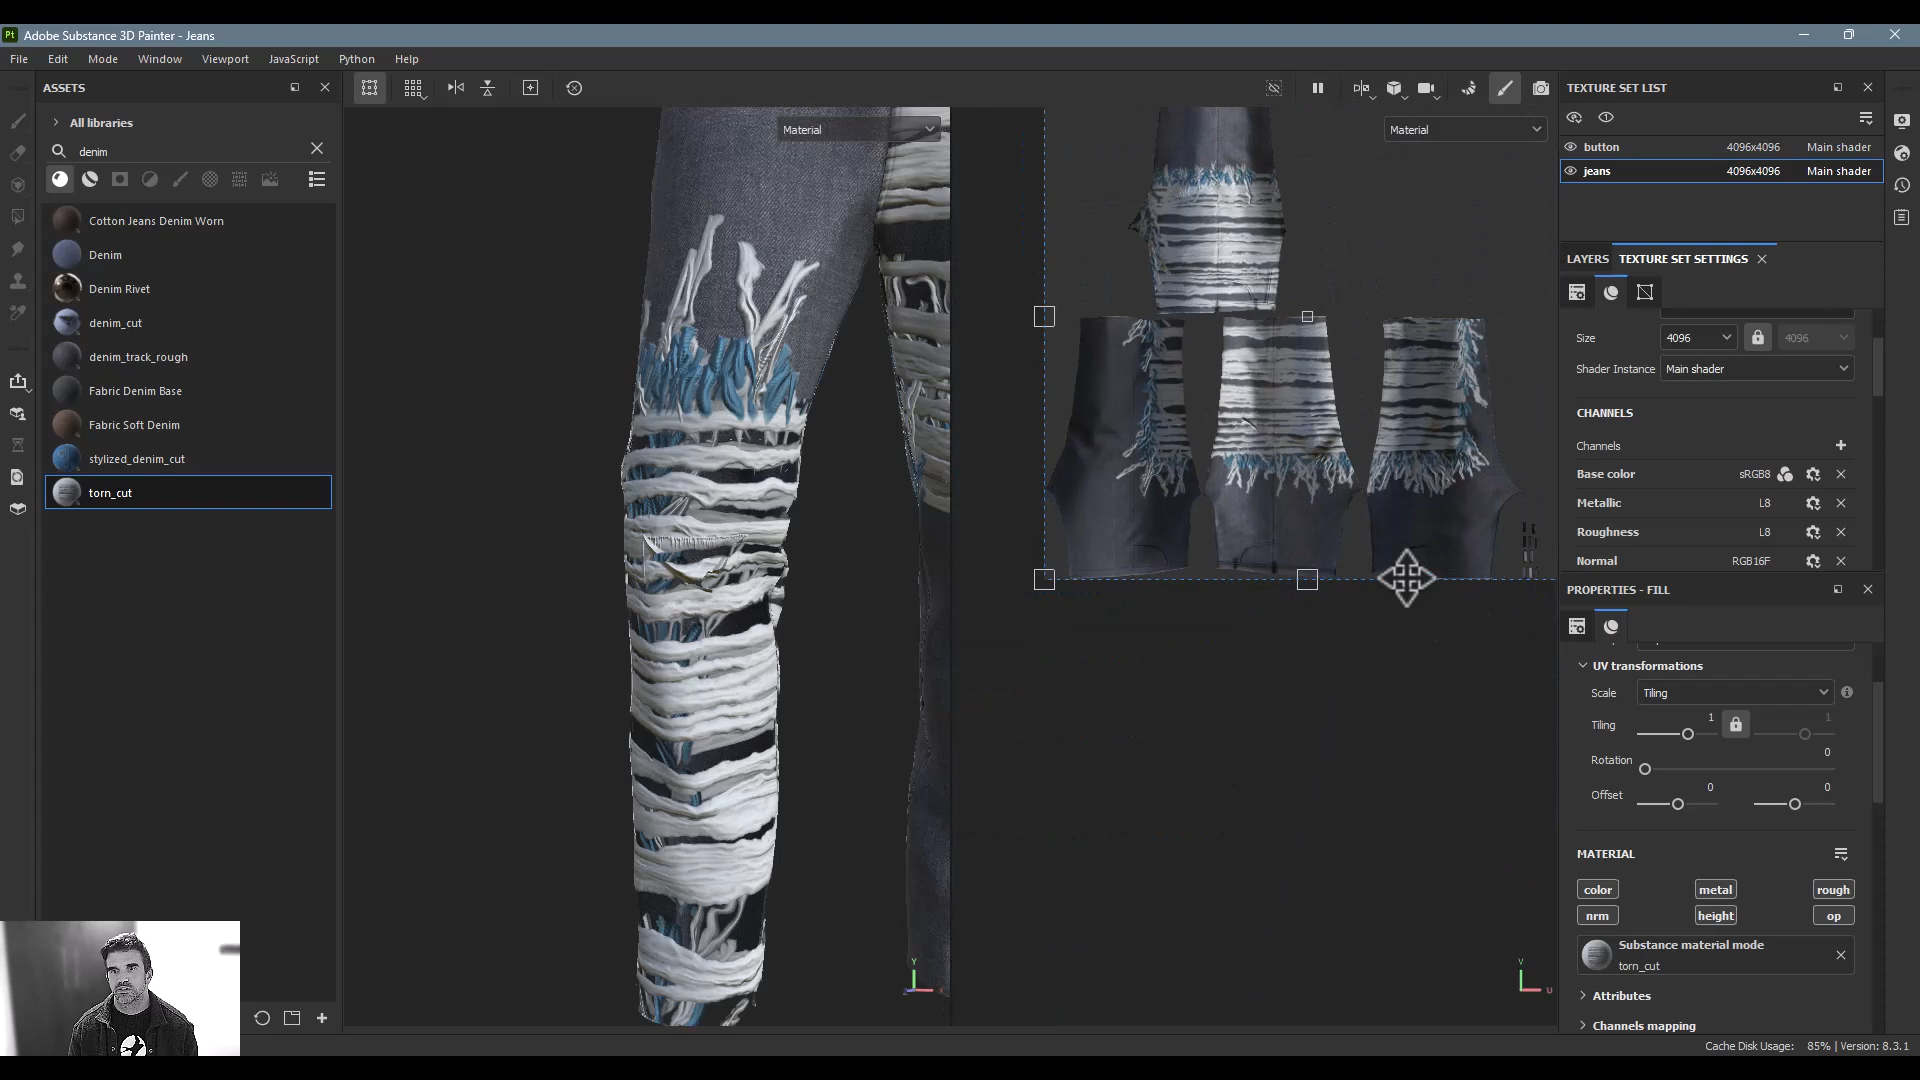 Pt Adobe Substance 3D Painter - Jeans
File Edit Mode Window Viewport JavaScript Python Help
ASSETS
All libraries
denim
Cotton Jeans Denim Worn
Denim
Denim Rivet
denim_cut
denim_track_rough
Fabric Denim Base
Fabric Soft Denim
stylized_denim_cut
torn_cut
Material
Y
Z X
Material
V
U
TEXTURE SET LIST
button 4096x4096 Main shader
jeans 4096x4096 Main shader
LAYERS TEXTURE SET SETTINGS
Size 4096 4096
Shader Instance Main shader
CHANNELS
Channels
Base color sRGB8
Metallic L8
Roughness L8
Normal RGB16F
PROPERTIES - FILL
UV transformations
Scale Tiling
Tiling 1 1
Rotation 0
Offset 0 0
MATERIAL
color metal rough
nrm height op
Substance material mode
torn_cut
Attributes
Channels mapping
Cache Disk Usage: 85% | Version: 8.3.1